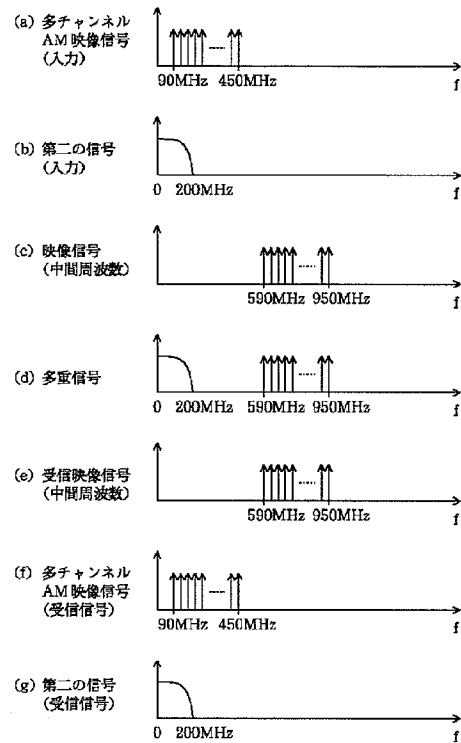 (a) 多チャンネル
AM 映像信号
(入力)
90MHz 450MHz f
(b) 第二の信号
(入力)
0 200MHz f
(c) 映像信号
(中間周波数)
590MHz 950MHz f
(d) 多重信号
0 200MHz 590MHz 950MHz f
(e) 受信映像信号
(中間周波数)
590MHz 950MHz f
(f) 多チャンネル
AM 映像信号
(受信信号)
90MHz 450MHz f
(g) 第二の信号
(受信信号)
0 200MHz f